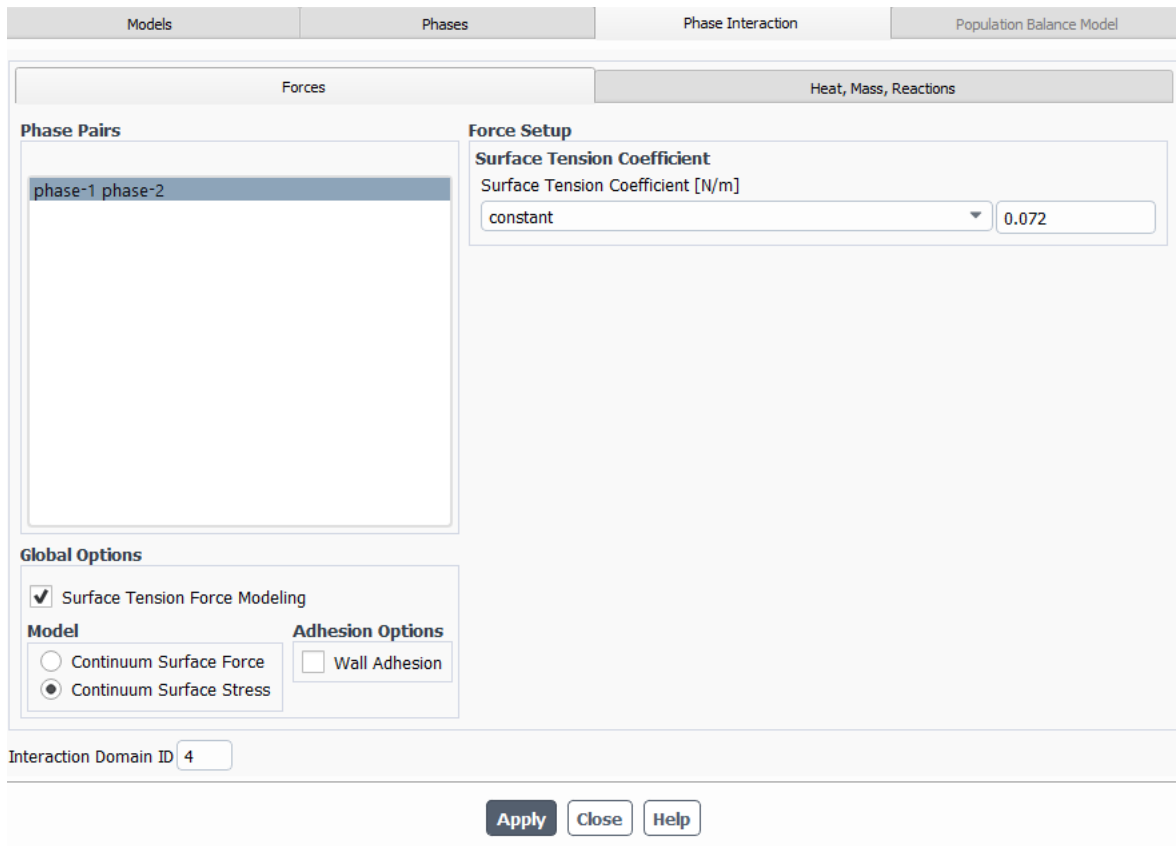 Models
Phases
Phase Interaction
Population Balance Model
Forces
Heat, Mass, Reactions
Phase Pairs
phase-1 phase-2
Force Setup
Surface Tension Coefficient
Surface Tension Coefficient [N/m]
constant
0.072
Global Options
Surface Tension Force Modeling
Model
Continuum Surface Force
Continuum Surface Stress
Adhesion Options
Wall Adhesion
Interaction Domain ID 4
Apply
Close
Help